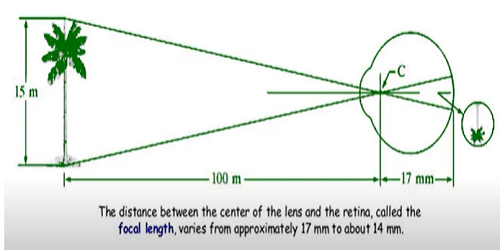 C
15 m
100 m
17 mm
The distance between the center of the lens and the retina, called the
focal length, varies from approximately 17 mm to about 14 mm.